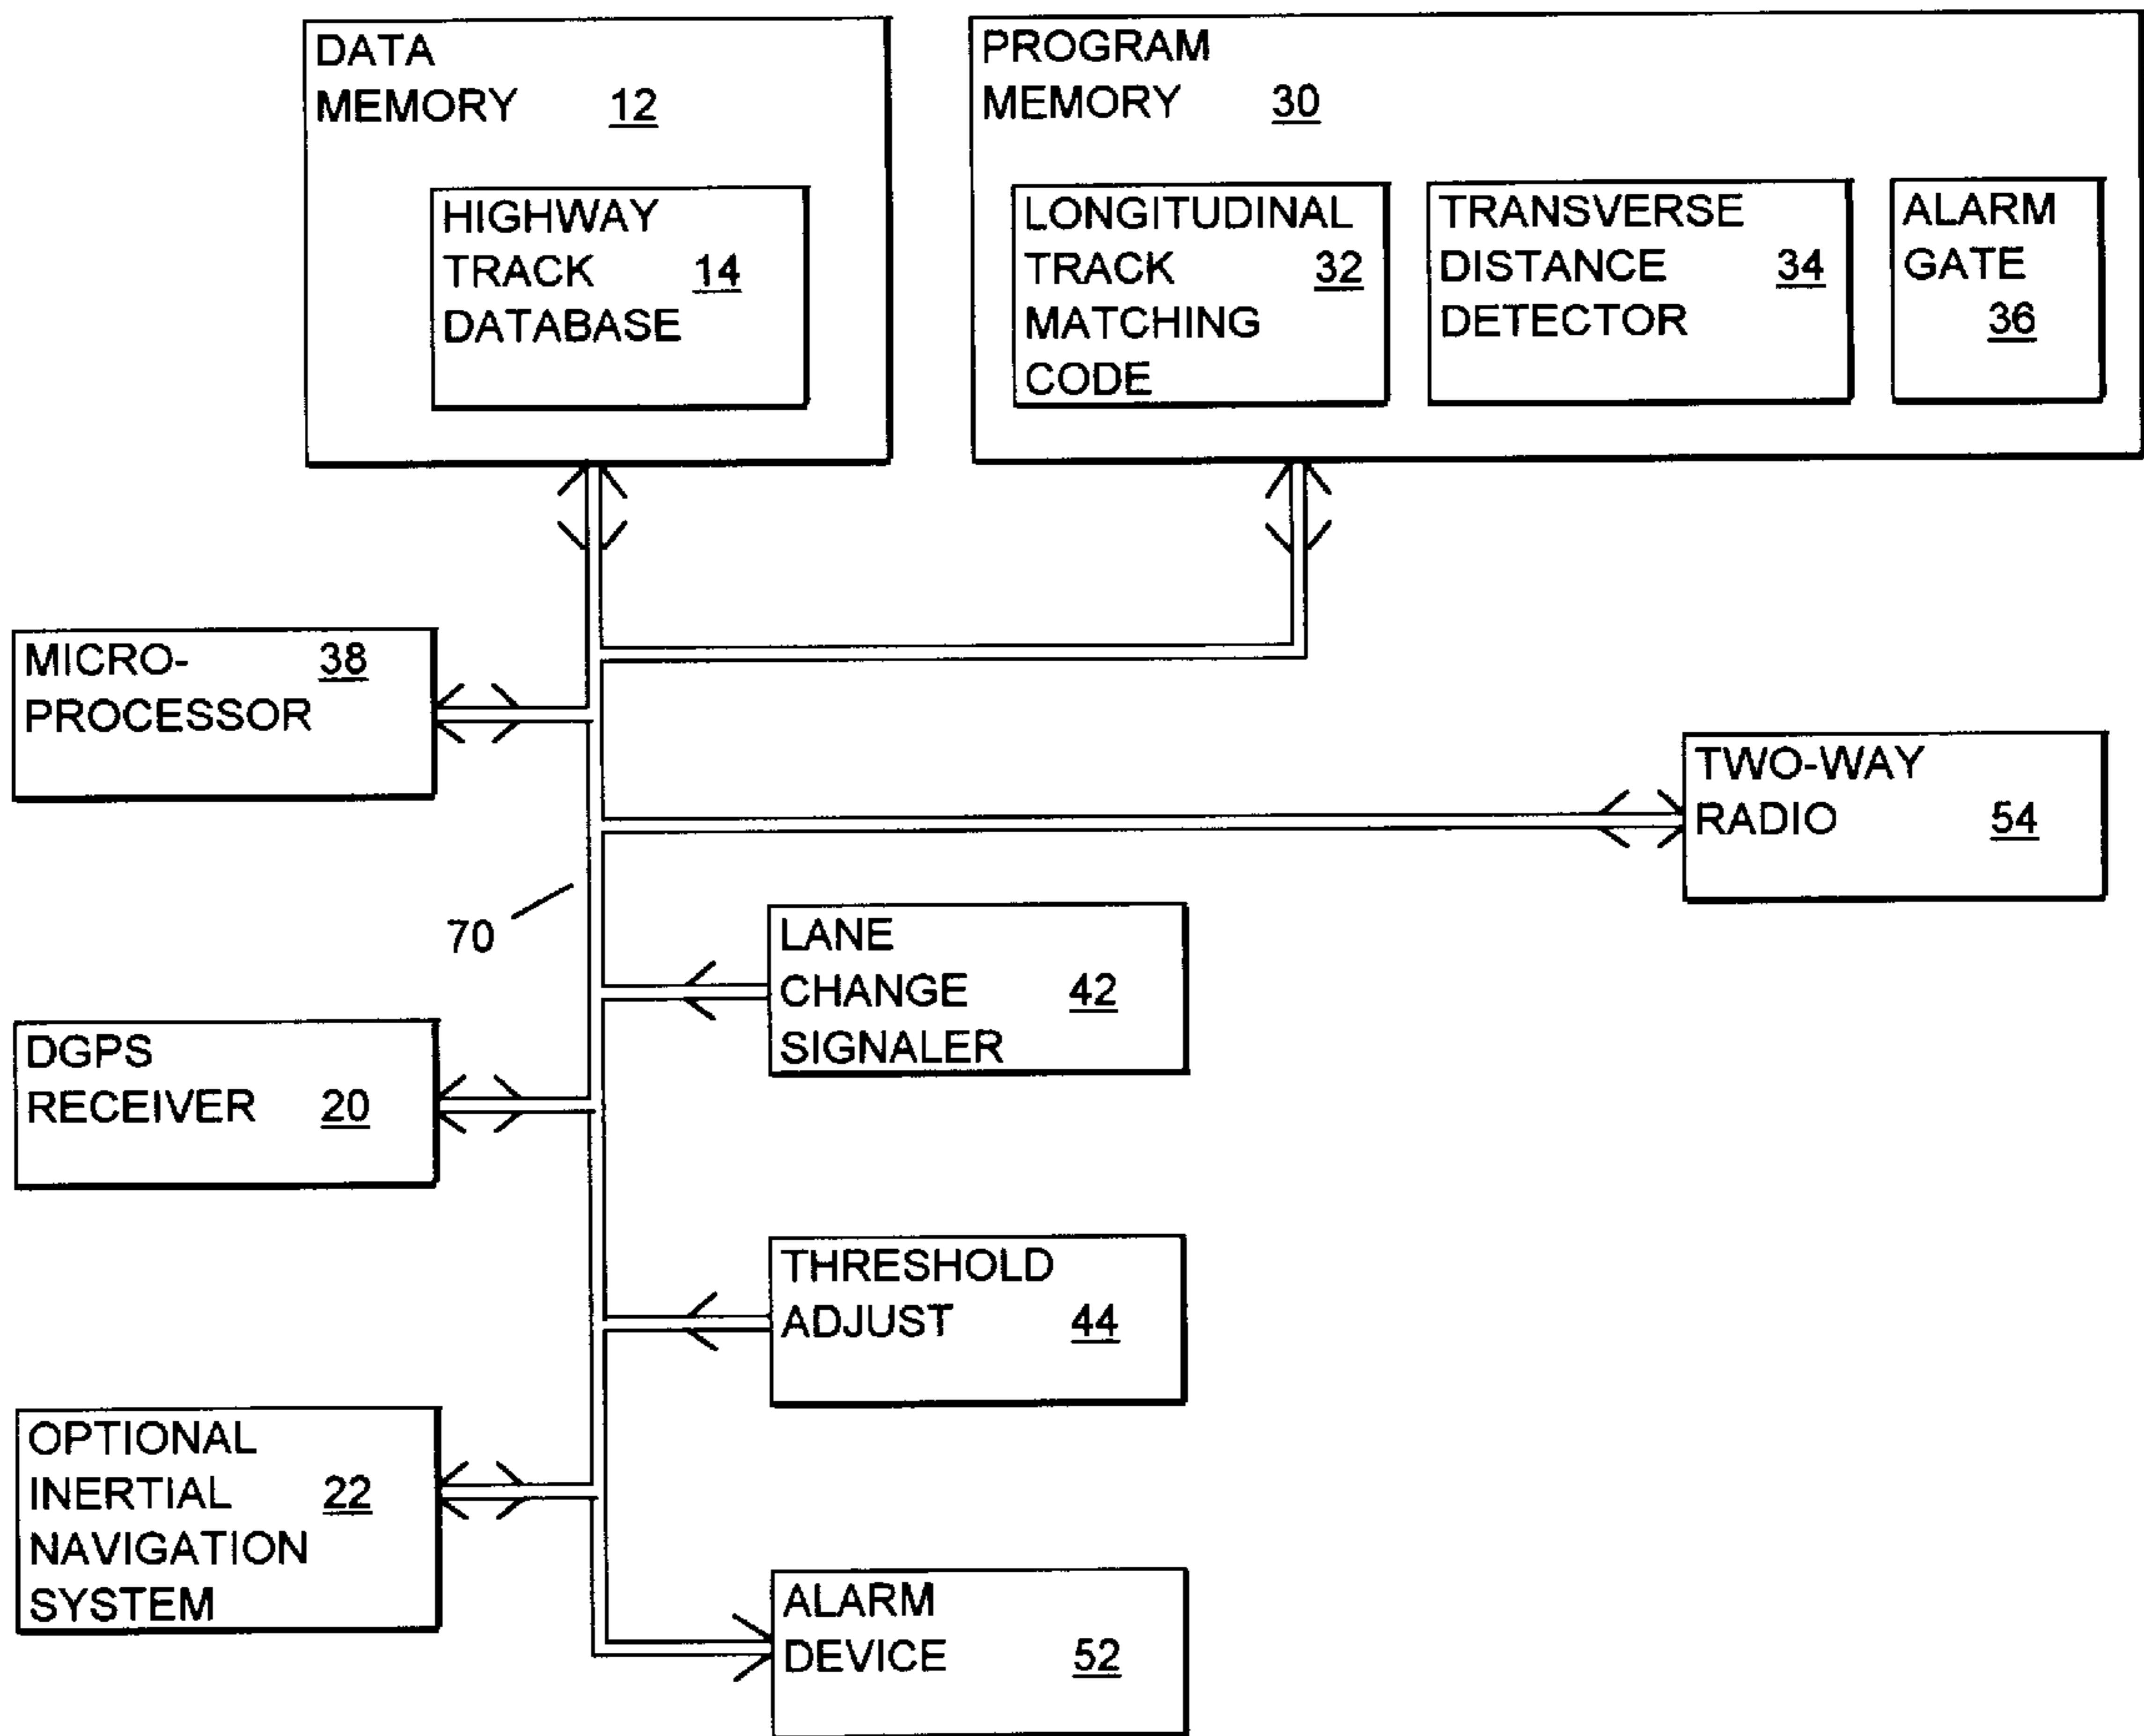 DATA
MEMORY 12
HIGHWAY
TRACK 14
DATABASE
PROGRAM
MEMORY 30
LONGITUDINAL
TRACK 32
MATCHING
CODE
TRANSVERSE
DISTANCE 34
DETECTOR
ALARM
GATE
36
MICRO- 38
PROCESSOR
TWO-WAY
RADIO 54
70
LANE
CHANGE 42
SIGNALER
DGPS
RECEIVER 20
THRESHOLD
ADJUST 44
OPTIONAL
INERTIAL 22
NAVIGATION
SYSTEM
ALARM
DEVICE 52